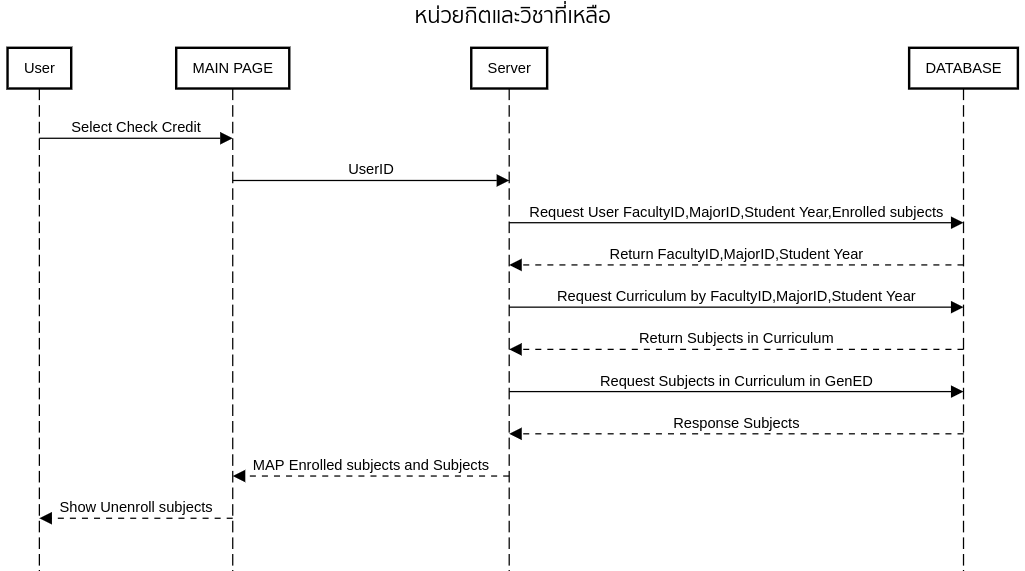 หน่วยกิตและวิชาที่เหลือ
User
MAIN PAGE
Server
DATABASE
Select Check Credit
UserID
Request User FacultyID,MajorID,Student Year,Enrolled subjects
Return FacultyID,MajorID,Student Year
Request Curriculum by FacultyID,MajorID,Student Year
Return Subjects in Curriculum
Request Subjects in Curriculum in GenED
Response Subjects
MAP Enrolled subjects and Subjects
Show Unenroll subjects